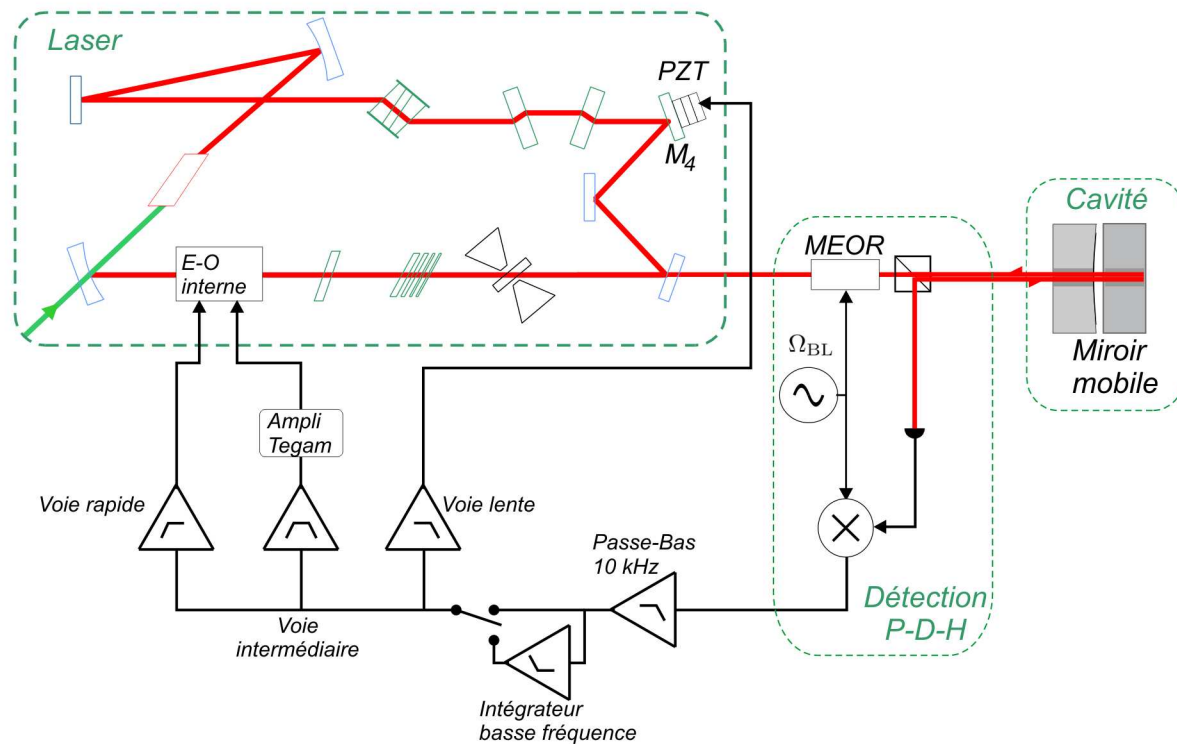 Laser
PZT
M4
Cavité
MEOR
E-O
interne
Miroir
mobile
ΩBL
Ampli
Tegam
Voie rapide
Voie lente
Passe-Bas
10 kHz
Détection
P-D-H
Voie
intermédiaire
Intégrateur
basse fréquence